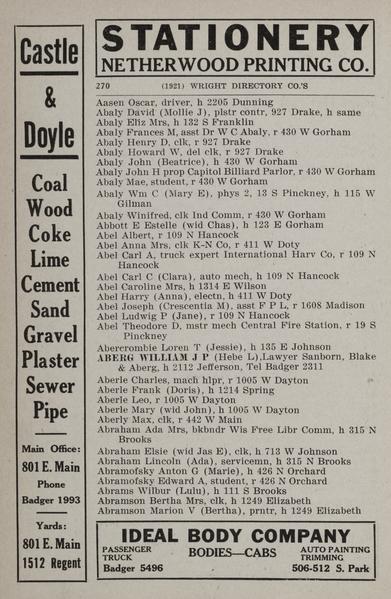 Castle
&
Doyle
Coal
Wood
Coke
Lime
Cement
Sand
Gravel
Plaster
Sewer
Pipe
Main Office:
801 E. Main
Phone
Badger 1993
Yards:
801 E. Main
1512 Regent
STATIONERY
NETHERWOOD PRINTING CO.
270 (1921) WRIGHT DIRECTORY CO.'S
Aasen Oscar, driver, h 2205 Dunning
Abaly David (Mollie J), plstr contr, 927 Drake, h same
Abaly Eliz Mrs, h 132 S Franklin
Abaly Frances M, asst Dr W C Abaly, r 430 W Gorham
Abaly Henry D, clk, r 927 Drake
Abaly Howard W, del clk, r 927 Drake
Abaly John (Beatrice), h 430 W Gorham
Abaly John H prop Capitol Billiard Parlor, r 430 W Gorham
Abaly Mae, student, r 430 W Gorham
Abaly Wm C (Mary E), phys 2, 13 S Pinckney, h 115 W
Gilman
Abaly Winifred, clk Ind Comm, r 430 W Gorham
Abbott E Estelle (wid Chas), h 123 E Gorham
Abel Albert, r 109 N Hancock
Abel Anna Mrs, clk K-N Co, r 411 W Doty
Abel Carl A, truck expert International Harv Co, r 109 N
Hancock
Abel Carl C (Clara), auto mech, h 109 N Hancock
Abel Caroline Mrs, h 1314 E Wilson
Abel Harry (Anna), electn, h 411 W Doty
Abel Joseph (Crescentia M), asst F P L, r 1608 Madison
Abel Ludwig P (Jane), r 109 N Hancock
Abel Theodore D, mstr mech Central Fire Station, r 19 S
Pinckney
Abercrombie Loren T (Jessie), h 135 E Johnson
ABERG WILLIAM J P (Hebe L),Lawyer Sanborn, Blake
& Aberg, h 2112 Jefferson, Tel Badger 2311
Aberle Charles, mach hlpr, r 1005 W Dayton
Aberle Frank (Doris), h 1214 Spring
Aberle Leo, r 1005 W Dayton
Aberle Mary (wid John), h 1005 W Dayton
Aberly Max, clk, r 442 W Main
Abraham Ada Mrs, bkbndr Wis Free Libr Comm, h 315 N
Brooks
Abraham Elsie (wid Jas E), clk, h 713 W Johnson
Abraham Lincoln (Ada), servicemn, h 315 N Brooks
Abramofsky Anton G (Marie), h 426 N Orchard
Abramofsky Edward A, student, r 426 N Orchard
Abrams Wilbur (Lulu), h 111 S Brooks
Abramson Bertha Mrs, clk, h 1249 Elizabeth
Abramson Marion V (Bertha), prntr, h 1249 Elizabeth
IDEAL BODY COMPANY
PASSENGER TRUCK BODIES—CABS AUTO PAINTING TRIMMING
Badger 5496 506-512 S. Park